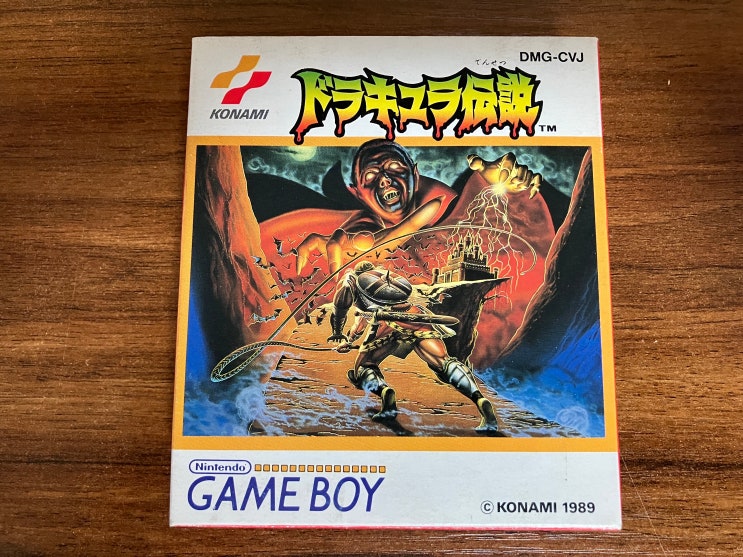 DMG-CVJ
KONAMI
でんせつ
ドラキュラ伝説
TM
Nintendo
GAME BOY
© KONAMI 1989